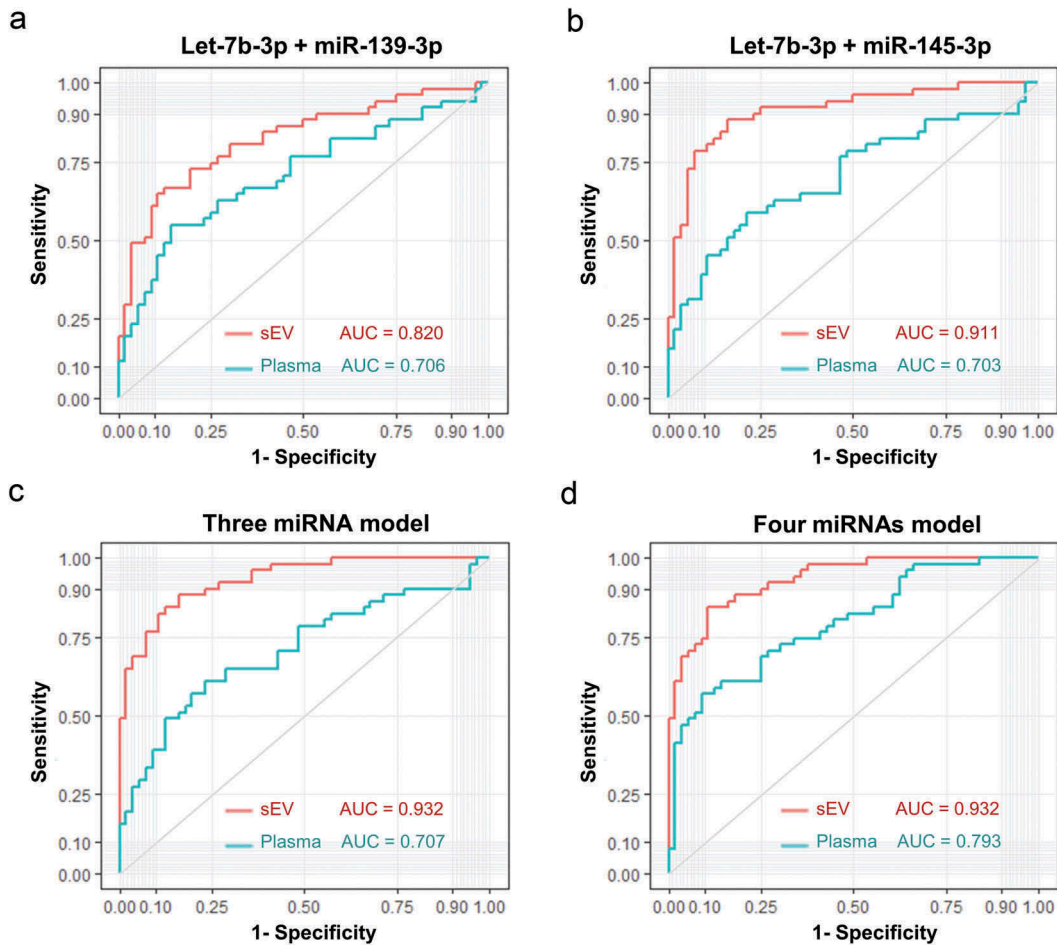 a
Let-7b-3p + miR-139-3p
1.00
0.90
0.75
0.50
0.25
0.10
0.00
Sensitivity
sEV AUC = 0.820
Plasma AUC = 0.706
0.00 0.10 0.25 0.50 0.75 0.90 1.00
1- Specificity
b
Let-7b-3p + miR-145-3p
1.00
0.90
0.75
0.50
0.25
0.10
0.00
Sensitivity
sEV AUC = 0.911
Plasma AUC = 0.703
0.00 0.10 0.25 0.50 0.75 0.90 1.00
1- Specificity
c
Three miRNA model
1.00
0.90
0.75
0.50
0.25
0.10
0.00
Sensitivity
sEV AUC = 0.932
Plasma AUC = 0.707
0.00 0.10 0.25 0.50 0.75 0.90 1.00
1- Specificity
d
Four miRNAs model
1.00
0.90
0.75
0.50
0.25
0.10
0.00
Sensitivity
sEV AUC = 0.932
Plasma AUC = 0.793
0.00 0.10 0.25 0.50 0.75 0.90 1.00
1- Specificity